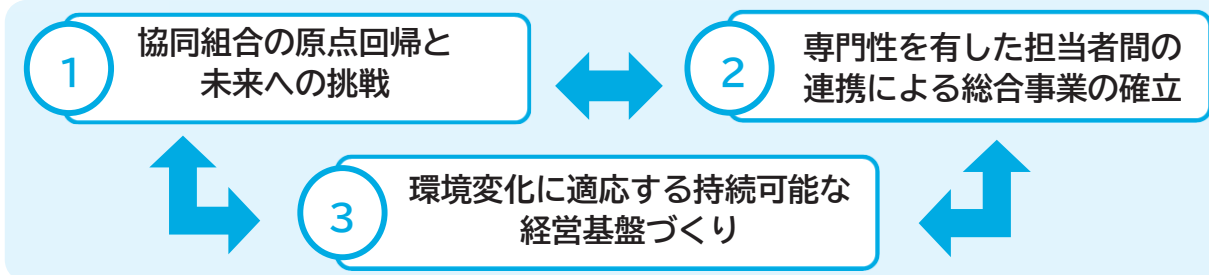 1
協同組合の原点回帰と
未来への挑戦
2
専門性を有した担当者間の
連携による総合事業の確立
3
環境変化に適応する持続可能な
経営基盤づくり